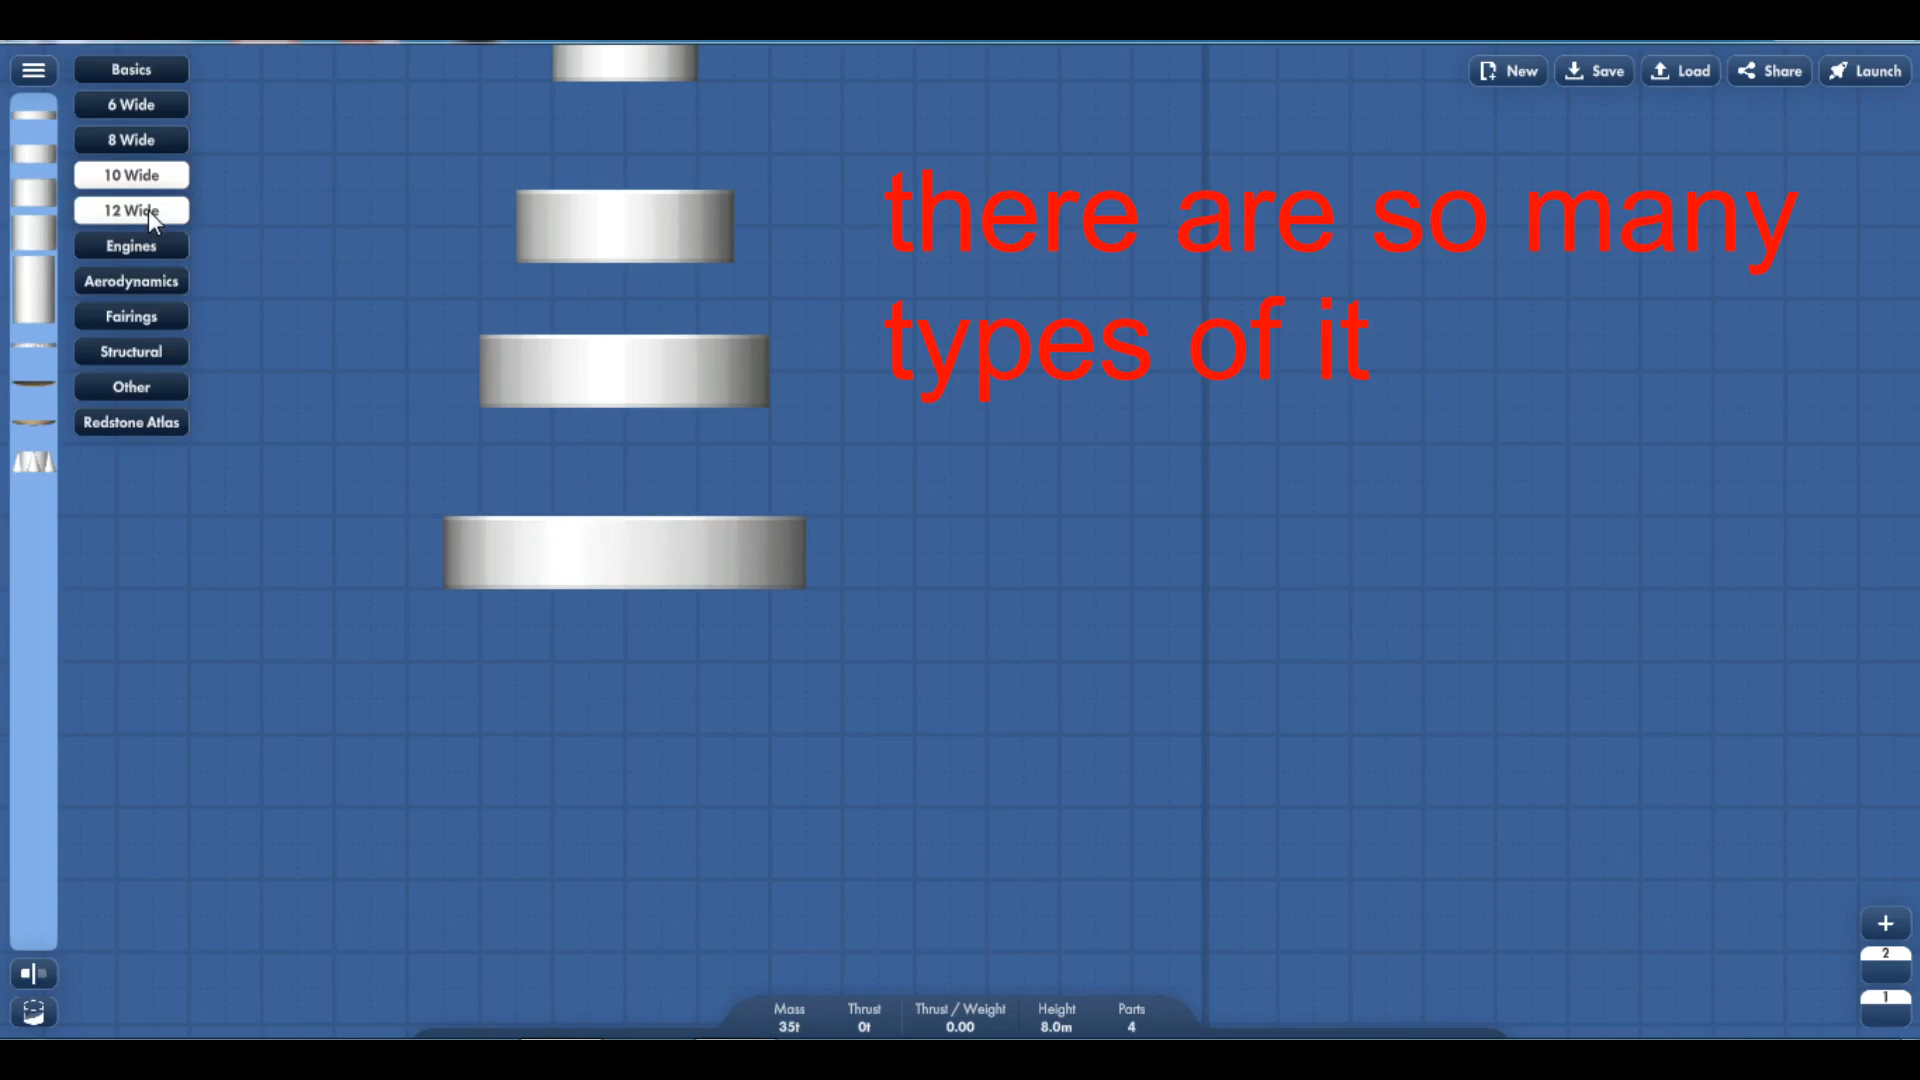 Basics
6 Wide
8 Wide
10 Wide
12 Wide
Engines
Aerodynamics
Fairings
Structural
Other
Redstone Atlas
New
Save
Load
Share
Launch
there are so many
types of it
Mass
35t
Thrust
0t
Thrust / Weight
0.00
Height
8.0m
Parts
4
+
2
1